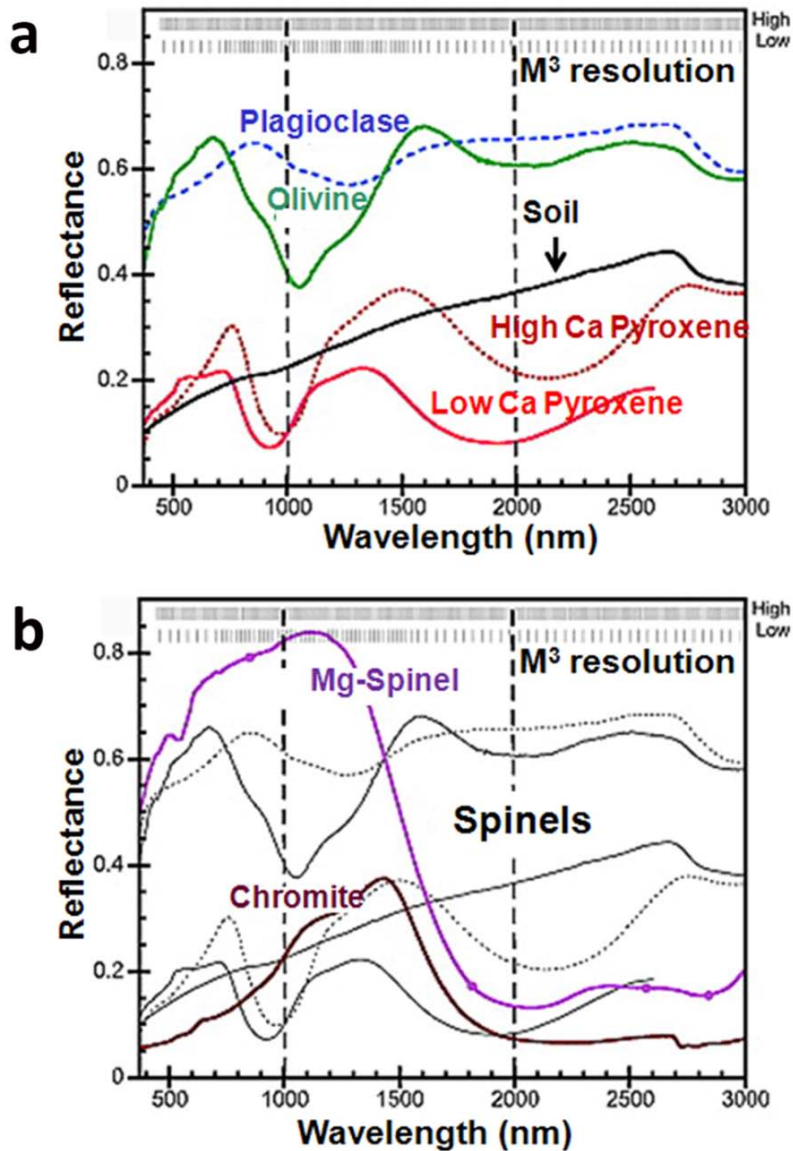 a
High
Low
M³ resolution
0.8
Plagioclase
0.6
Olivine
Soil
0.4
High Ca Pyroxene
0.2
Low Ca Pyroxene
0
Reflectance
500 1000 1500 2000 2500 3000
Wavelength (nm)
b
High
Low
M³ resolution
0.8
Mg-Spinel
0.6
Spinels
0.4
Chromite
0.2
0
Reflectance
500 1000 1500 2000 2500 3000
Wavelength (nm)